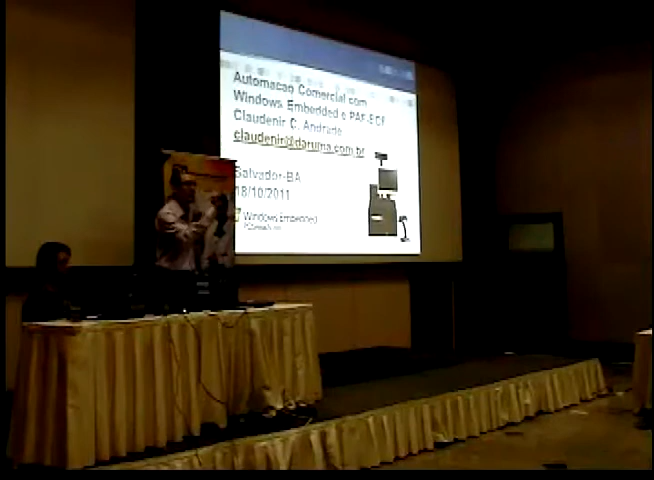 Automacao Comercial com
Windows Embedded e PAF-ECF
Claudenir C. Andrade
claudenir@daruma.com.br
Salvador-BA
18/10/2011
Windows Embedded